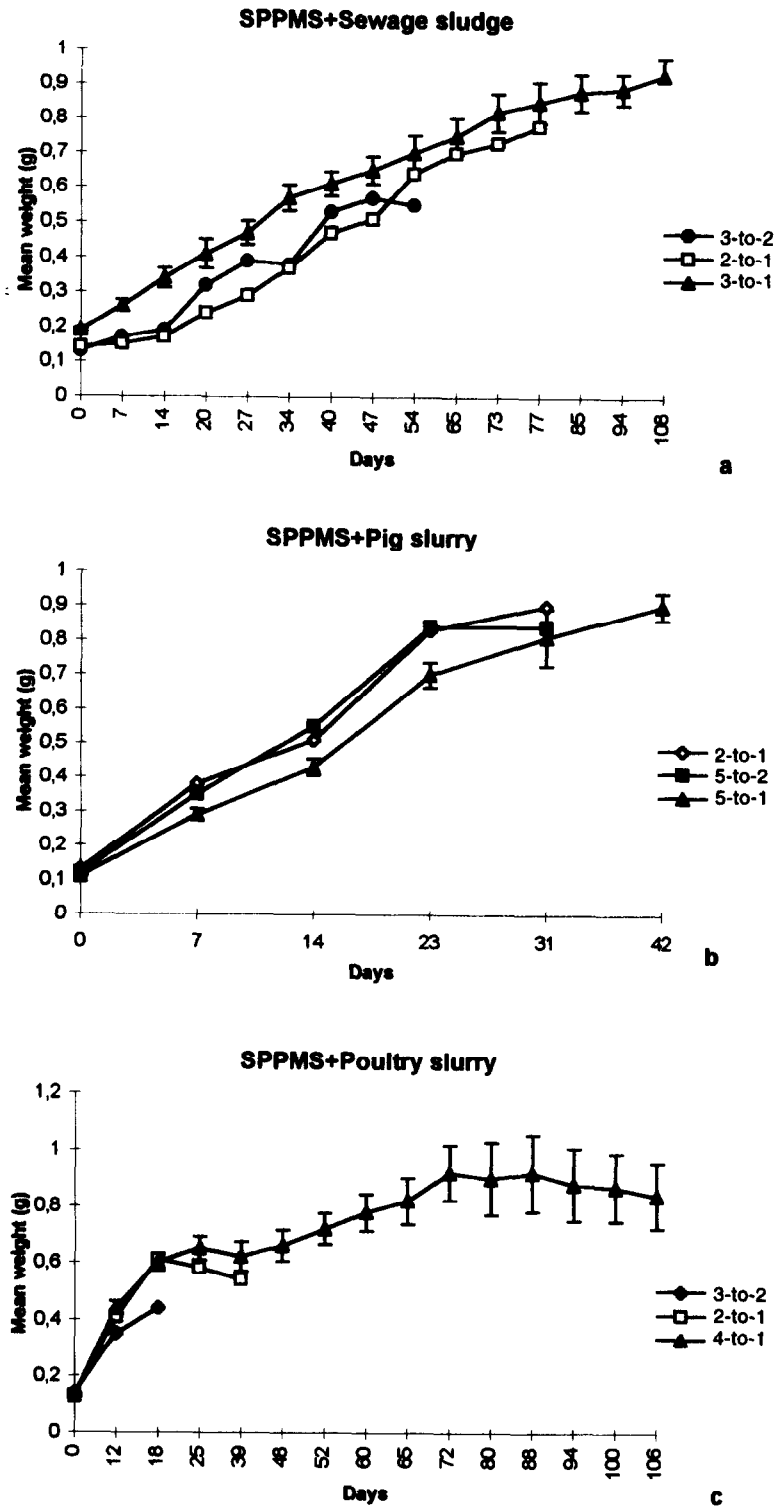 SPPMS+Sewage sludge
1
0,9
0,8
0,7
0,6
0,5
0,4
0,3
0,2
0,1
0
Mean weight (g)
0 7 14 20 27 34 40 47 54 65 73 77 85 94 108
Days
3-to-2
2-to-1
3-to-1
a
SPPMS+Pig slurry
1
0,9
0,8
0,7
0,6
0,5
0,4
0,3
0,2
0,1
0
Mean weight (g)
0 7 14 23 31 42
Days
2-to-1
5-to-2
5-to-1
b
SPPMS+Poultry slurry
1,2
1
0,8
0,6
0,4
0,2
0
Mean weight (g)
0 12 18 25 39 46 52 60 65 72 80 88 94 100 106
Days
3-to-2
2-to-1
4-to-1
c